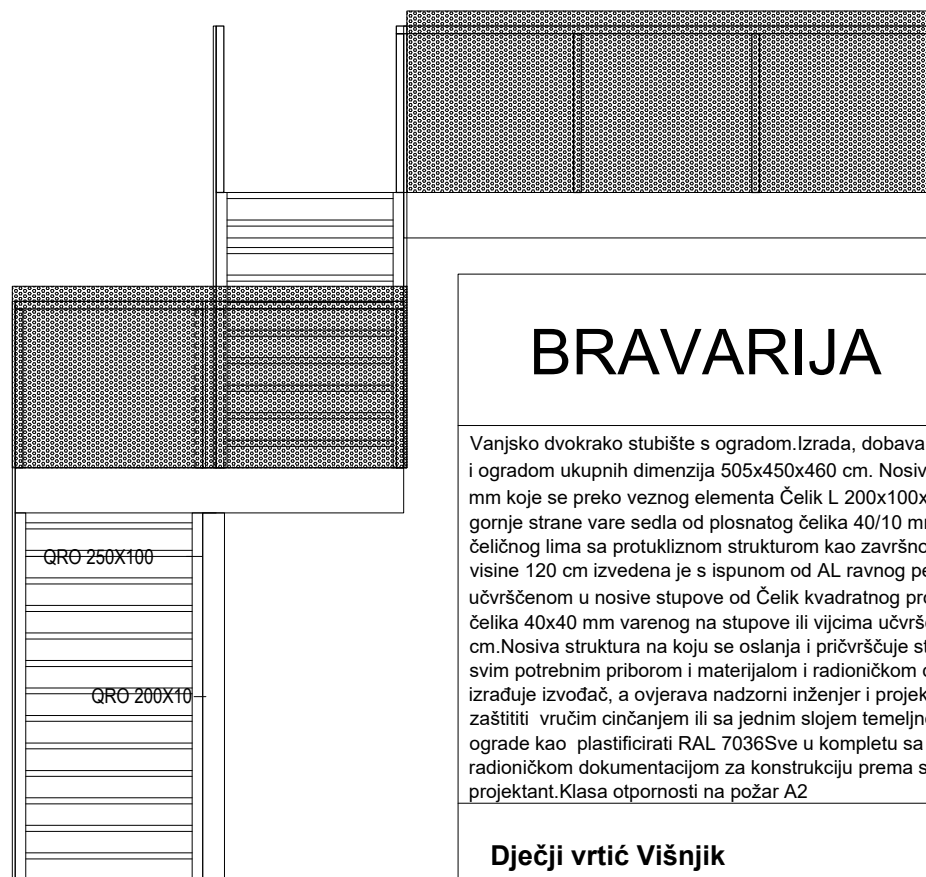 BRAVARIJA
Vanjsko dvokrako stubište s ogradom.Izrada, dobava
i ogradom ukupnih dimenzija 505x450x460 cm. Nosiv
mm koje se preko veznog elementa Čelik L 200x100x
gornje strane vare sedla od plosnatog čelika 40/10 m
čeličnog lima sa protukliznom strukturom kao završno
visine 120 cm izvedena je s ispunom od AL ravnog pe
učvrščenom u nosive stupove od Čelik kvadratnog pro
čelika 40x40 mm varenog na stupove ili vijcima učvrš
cm.Nosiva struktura na koju se oslanja i pričvrščuje st
svim potrebnim priborom i materijalom i radioničkom
izrađuje izvođač, a ovjerava nadzorni inženjer i projek
zaštititi vručim cinčanjem ili sa jednim slojem temeljn
ograde kao plastificirati RAL 7036Sve u kompletu sa
radioničkom dokumentacijom za konstrukciju prema s
projektant.Klasa otpornosti na požar A2
Dječji vrtić Višnjik
QRO 250X100
QRO 200X10